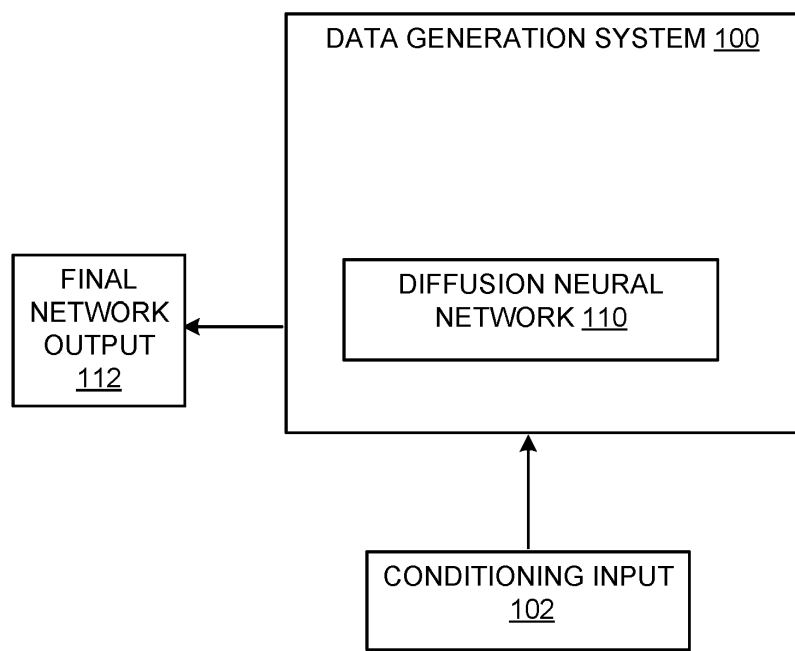 DATA GENERATION SYSTEM 100
FINAL
NETWORK
OUTPUT
112
DIFFUSION NEURAL
NETWORK 110
CONDITIONING INPUT
102